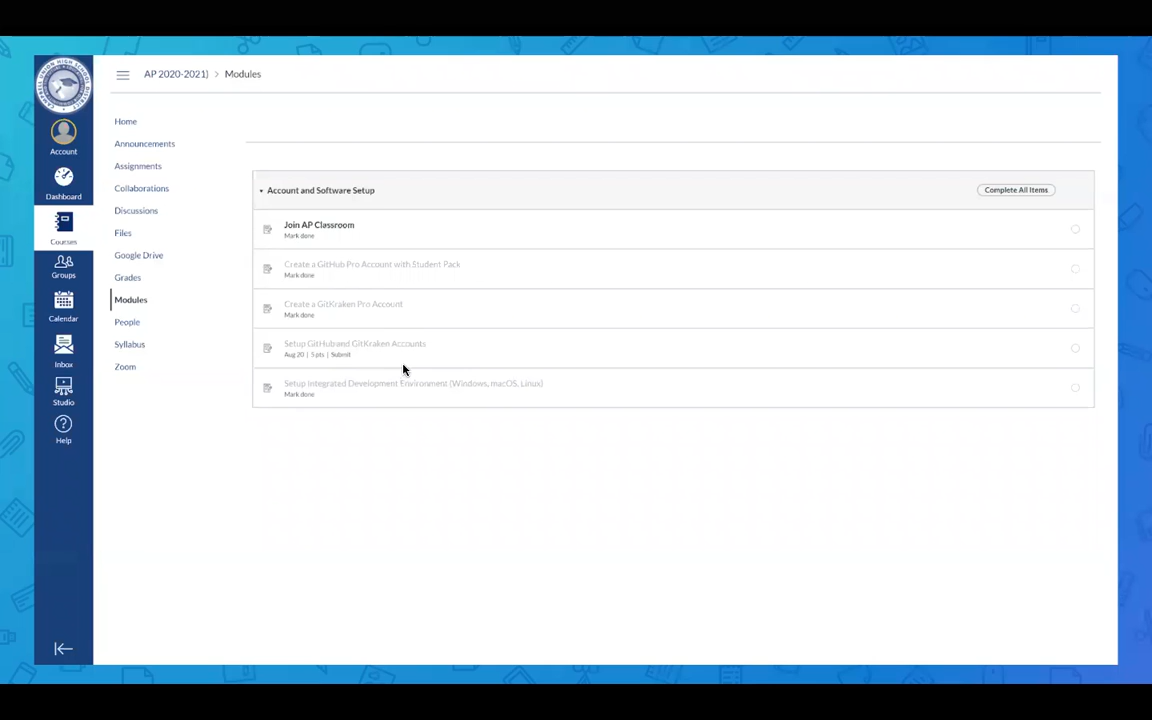 AP 2020-2021) > Modules
Account
Dashboard
Courses
Groups
Calendar
Inbox
Studio
Help
Home
Announcements
Assignments
Collaborations
Discussions
Files
Google Drive
Grades
Modules
People
Syllabus
Zoom
Account and Software Setup
Complete All Items
Join AP Classroom
Mark done
Create a GitHub Pro Account with Student Pack
Mark done
Create a GitKraken Pro Account
Mark done
Setup GitHuband GitKraken Accounts
Aug 20 | 5 pts | Submit
Setup Integrated Development Environment (Windows, macOS, Linux)
Mark done